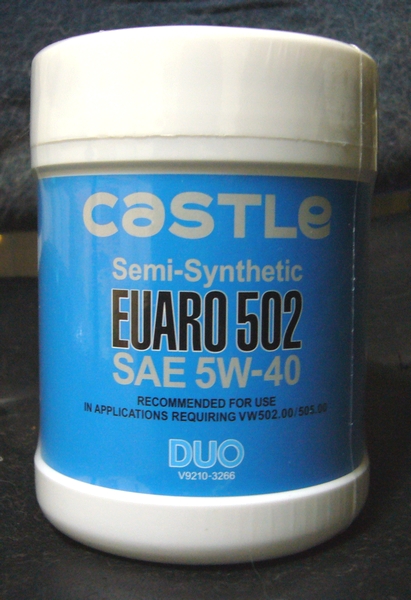 CaSTLe
Semi-Synthetic
EUARO 502
SAE 5W-40
RECOMMENDED FOR USE
IN APPLICATIONS REQUIRING VW502.00/505.00
DUO
V9210-3266